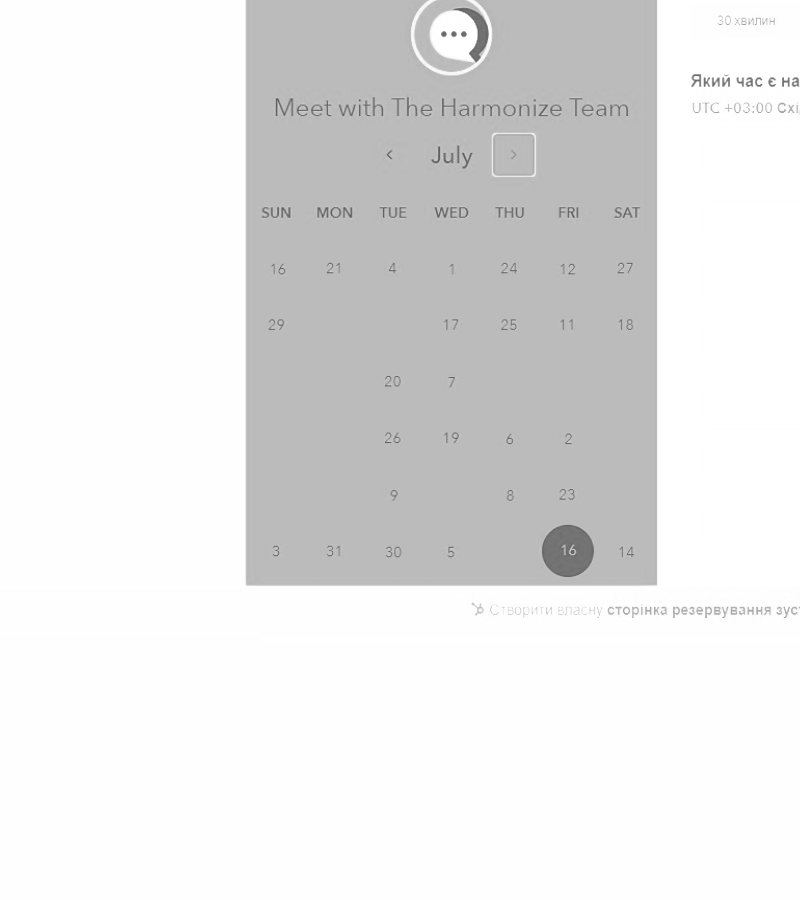 30 хвилин
Який час є на
UTC +03:00 Схі
Meet with The Harmonize Team
July
SUN MON TUE WED THU FRI SAT
16 21 4 1 24 12 27
29 17 25 11 18
20 7
26 19 6 2
9 8 23
3 31 30 5 16 14
Створити власну сторінка резервування зус